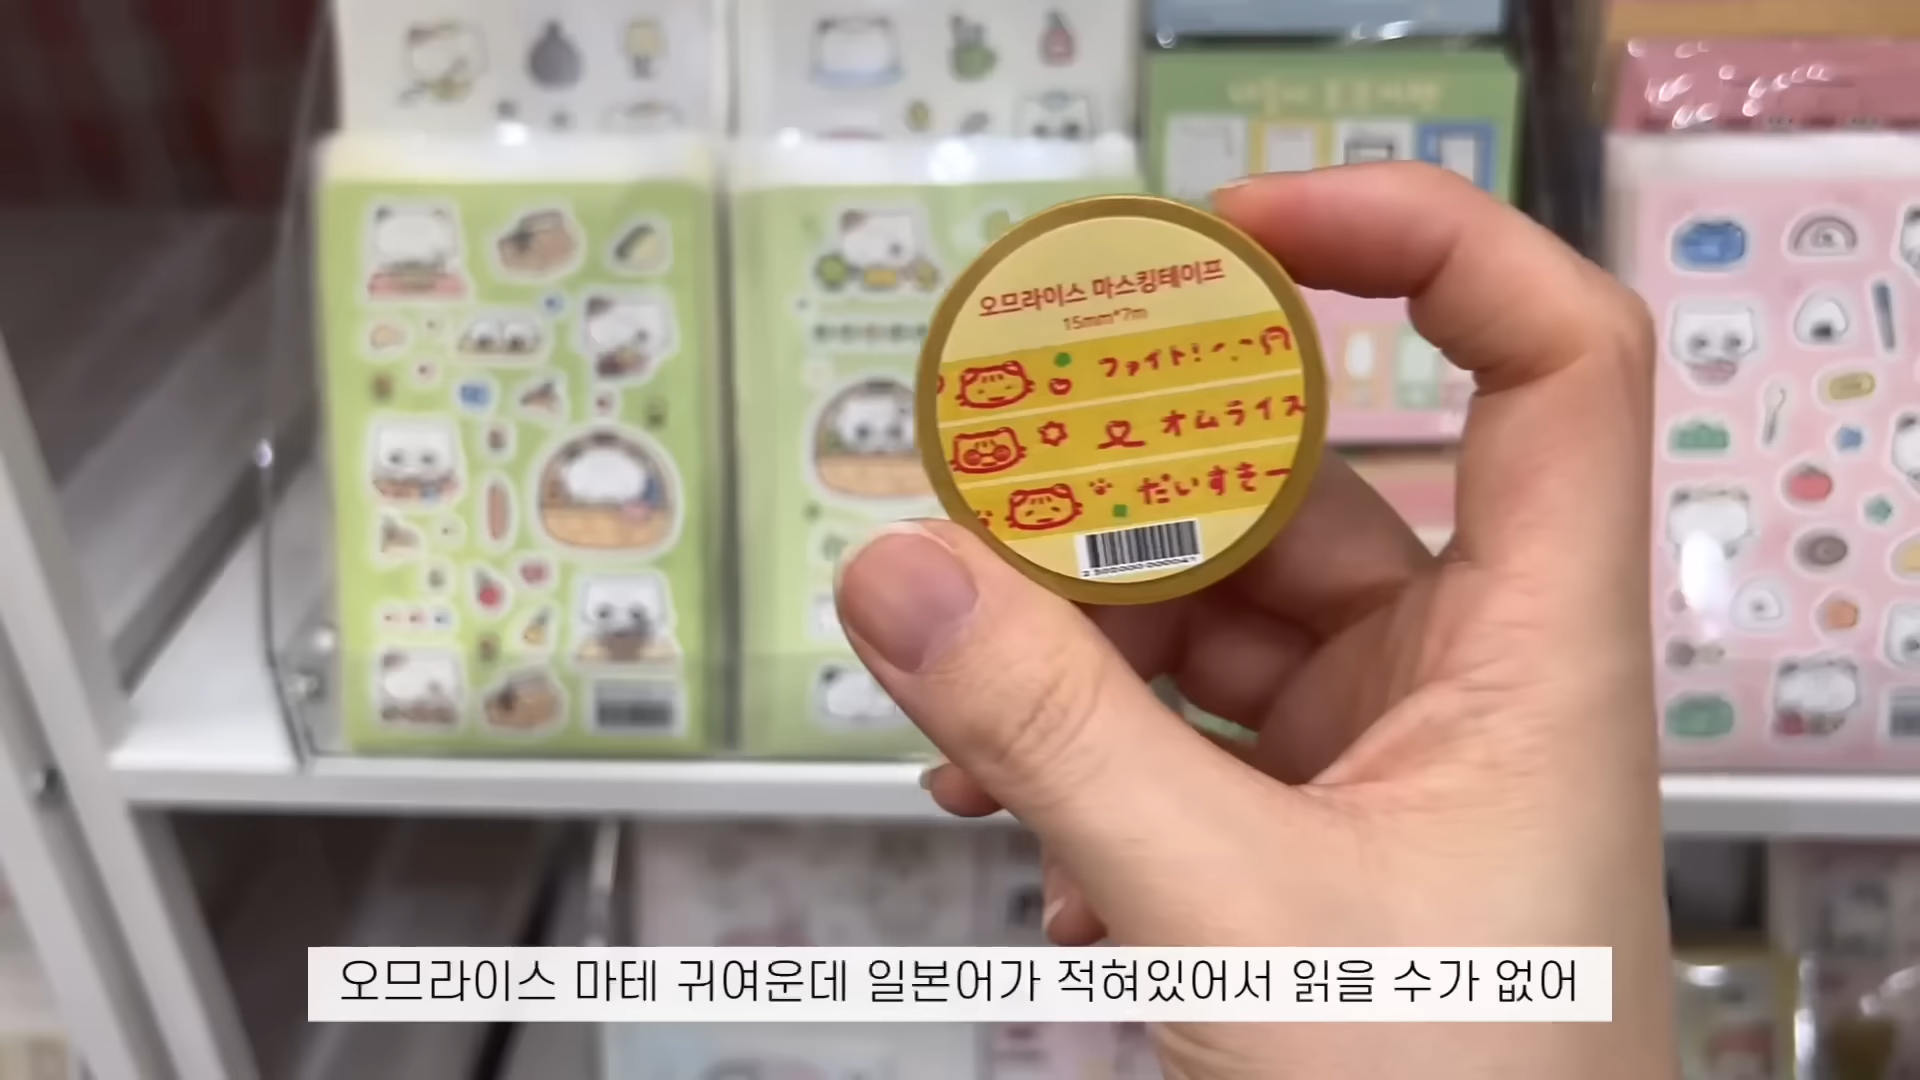 오므라이스 마스킹테이프
15mm*7m
ファイト!
オムライス
だいすきー
오므라이스 마테 귀여운데 일본어가 적혀있어서 읽을 수가 없어